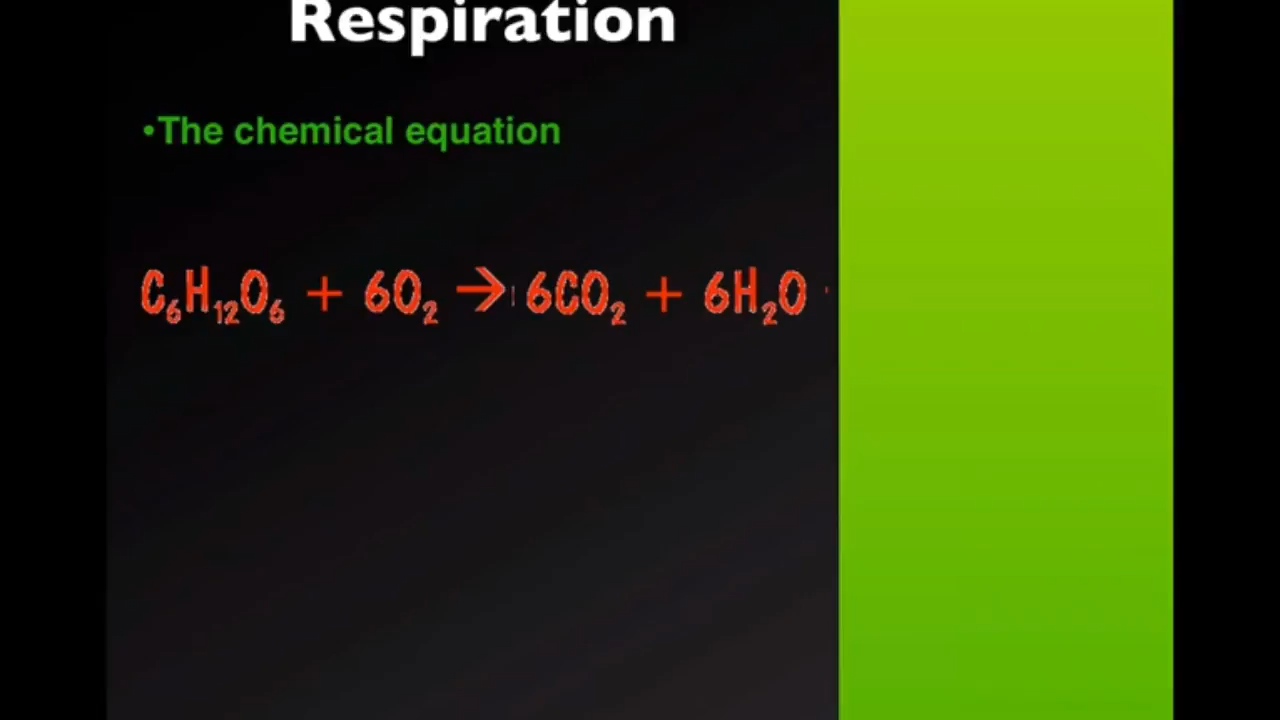 Respiration
•The chemical equation
C₆H₁₂O₆ + 6O₂ → 6CO₂ + 6H₂O